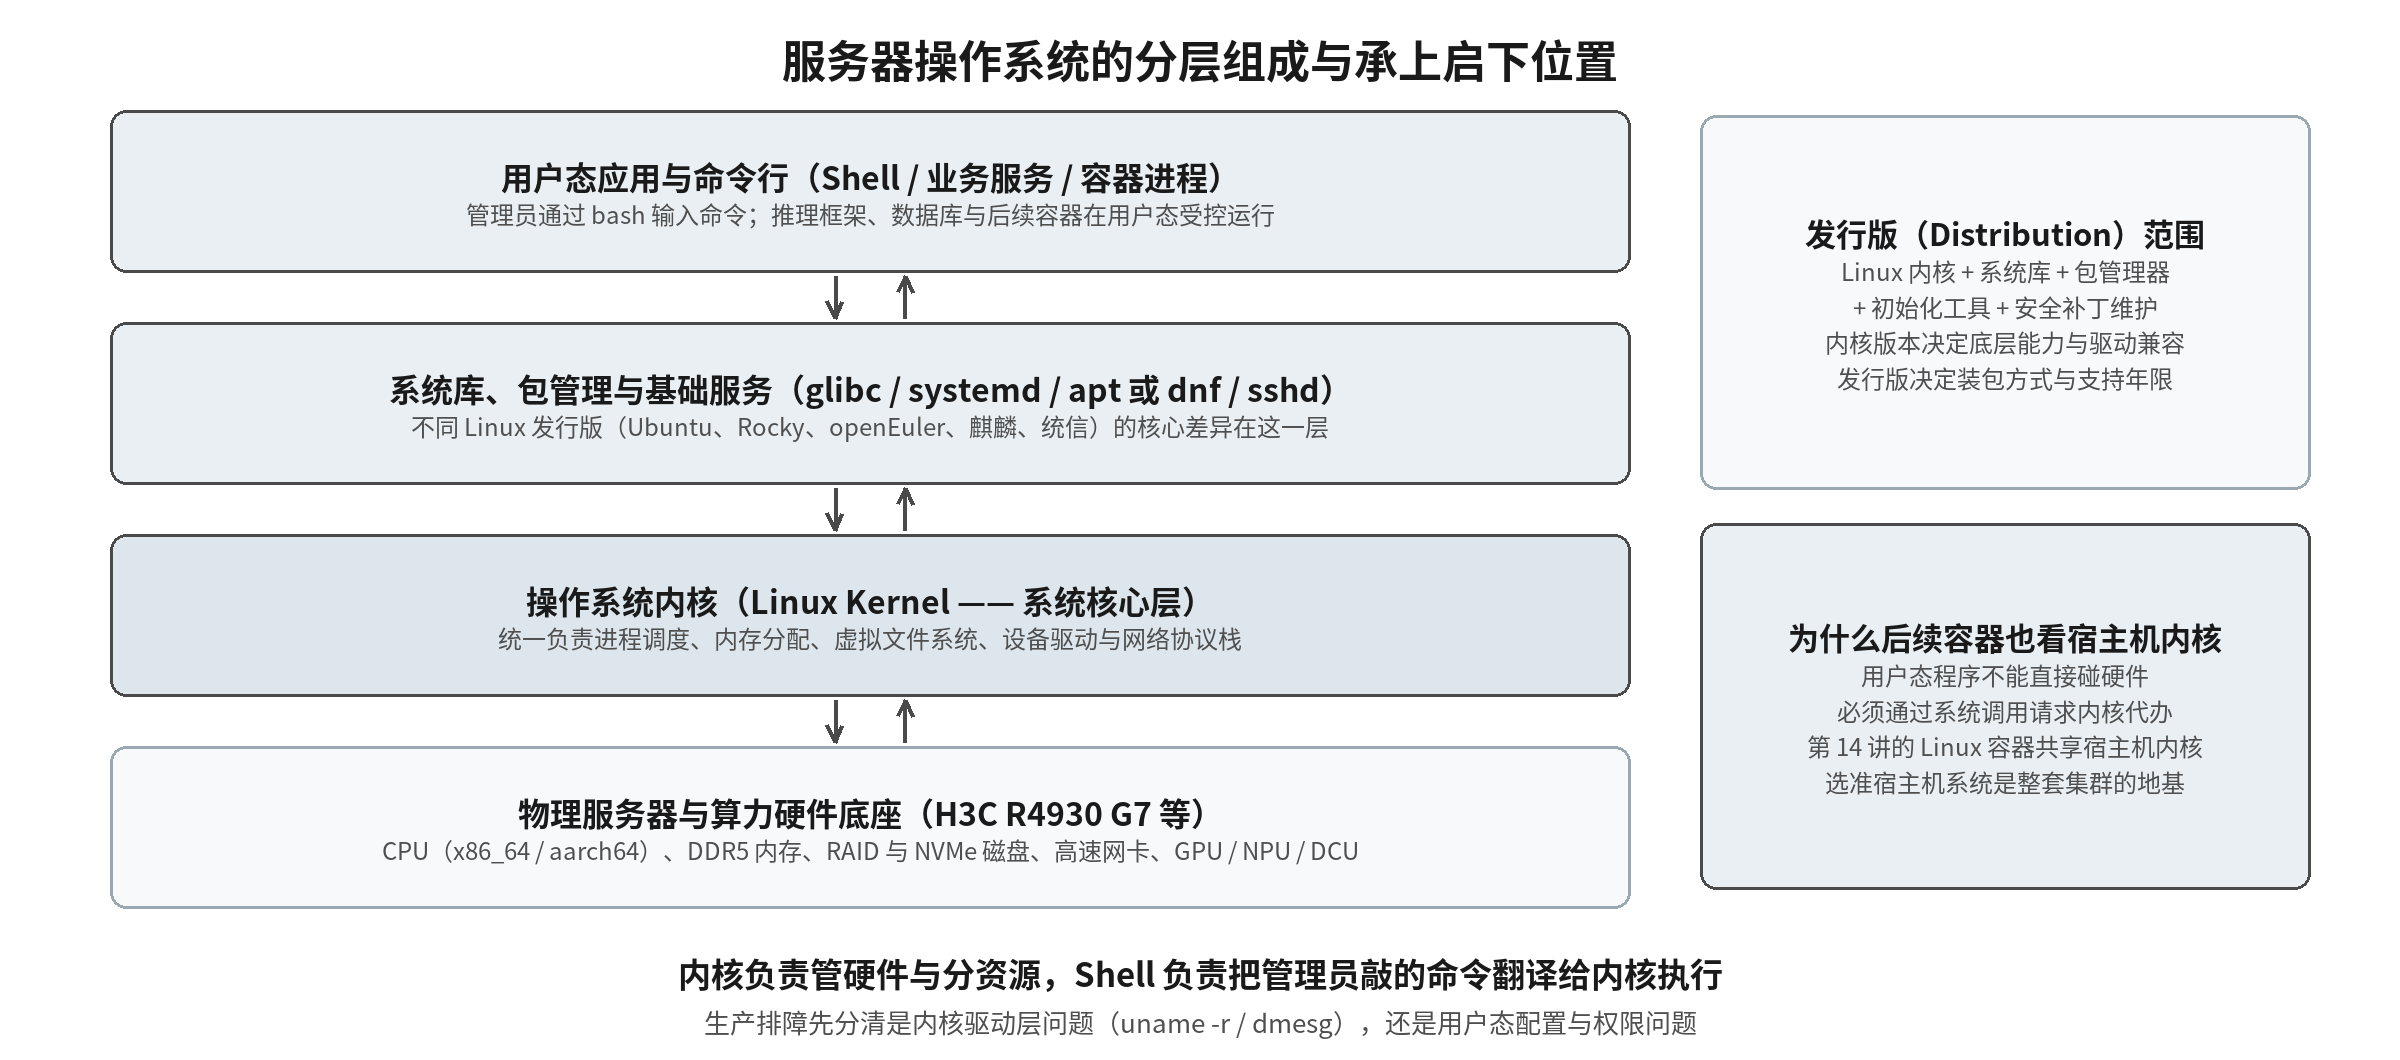 服务器操作系统的分层组成与承上启下位置
用户态应用与命令行（Shell / 业务服务 / 容器进程）
管理员通过 bash 输入命令；推理框架、数据库与后续容器在用户态受控运行
系统库、包管理与基础服务（glibc / systemd / apt 或 dnf / sshd）
不同 Linux 发行版（Ubuntu、Rocky、openEuler、麒麟、统信）的核心差异在这一层
操作系统内核（Linux Kernel —— 系统核心层）
统一负责进程调度、内存分配、虚拟文件系统、设备驱动与网络协议栈
物理服务器与算力硬件底座（H3C R4930 G7 等）
CPU（x86_64 / aarch64）、DDR5 内存、RAID 与 NVMe 磁盘、高速网卡、GPU / NPU / DCU
发行版（Distribution）范围
Linux 内核 + 系统库 + 包管理器
+ 初始化工具 + 安全补丁维护
内核版本决定底层能力与驱动兼容
发行版决定装包方式与支持年限
为什么后续容器也看宿主机内核
用户态程序不能直接碰硬件
必须通过系统调用请求内核代办
第 14 讲的 Linux 容器共享宿主机内核
选准宿主机系统是整套集群的地基
内核负责管硬件与分资源，Shell 负责把管理员敲的命令翻译给内核执行
生产排障先分清是内核驱动层问题（uname -r / dmesg），还是用户态配置与权限问题